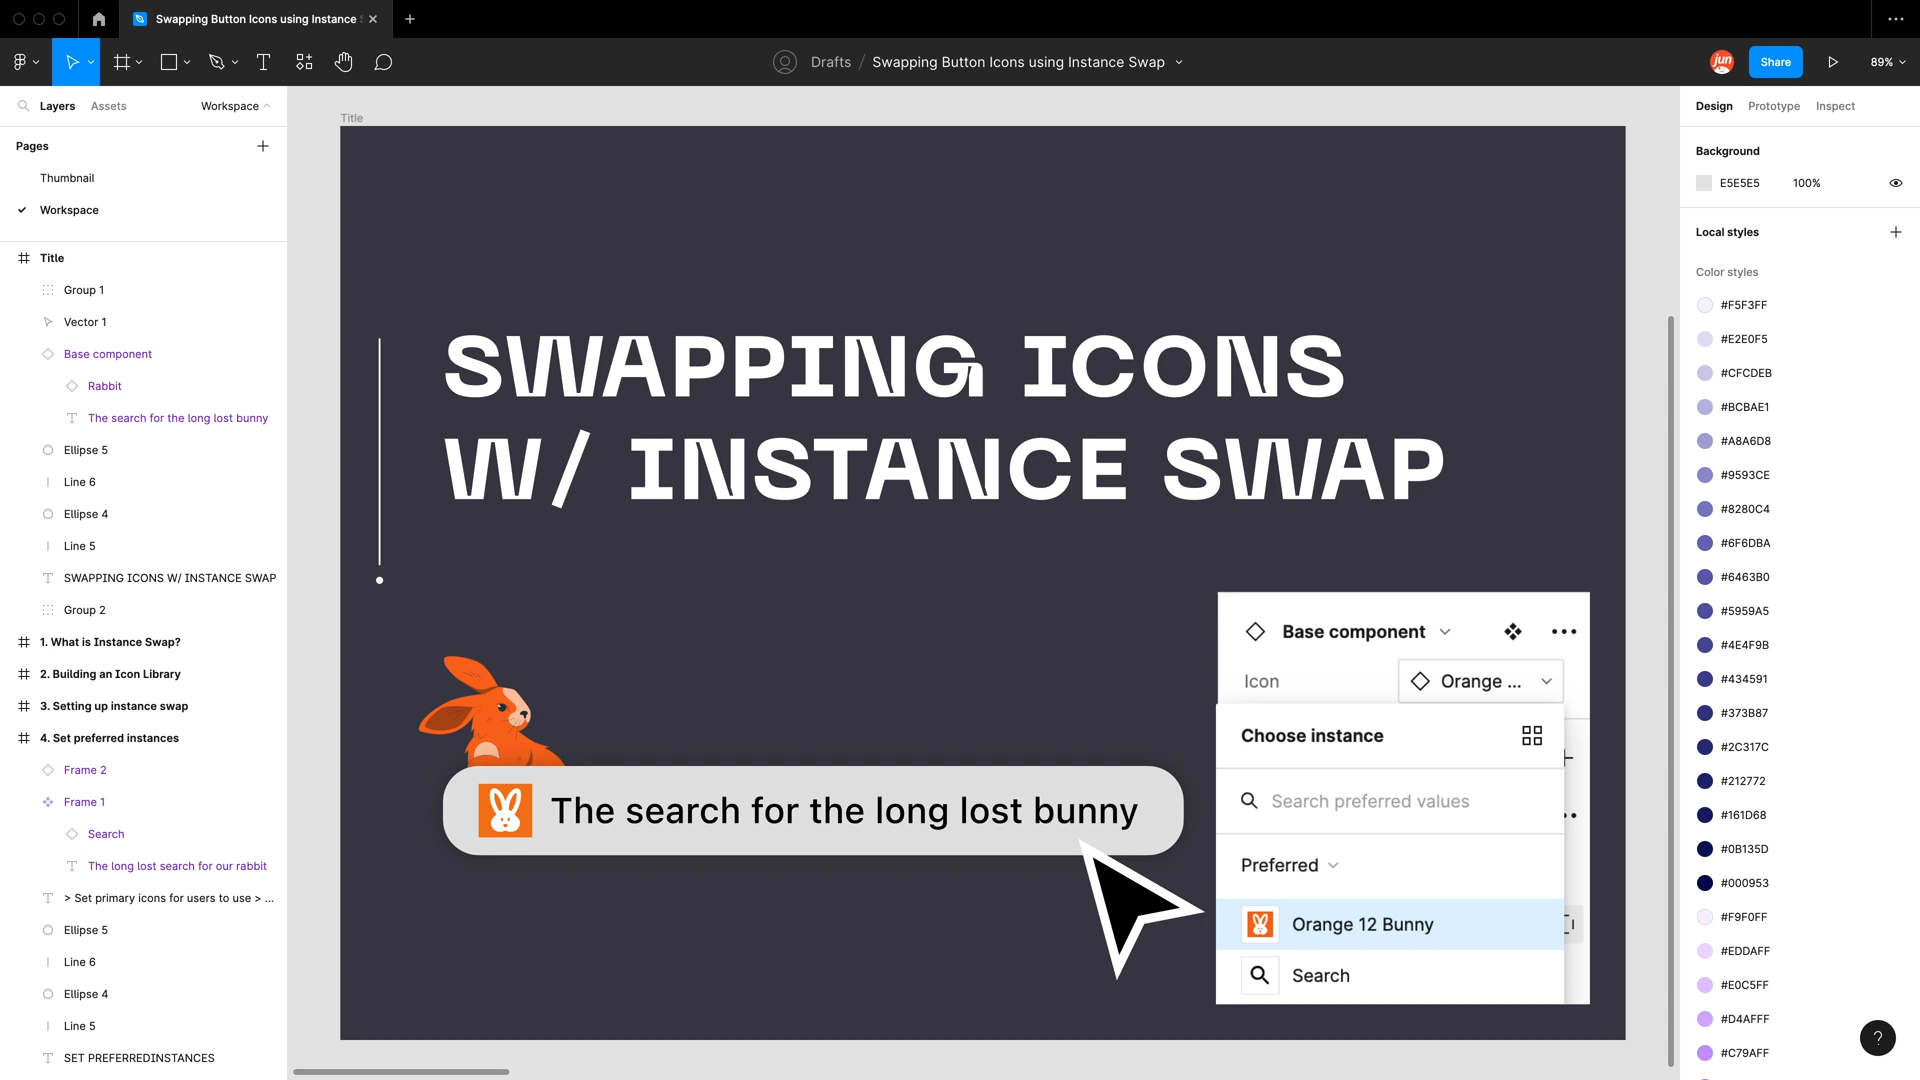 Swapping Button Icons using Instance
Drafts / Swapping Button Icons using Instance Swap
jun
Share
89%
Layers
Assets
Workspace
Pages
Thumbnail
Workspace
Title
Group 1
Vector 1
Base component
Rabbit
The search for the long lost bunny
Ellipse 5
Line 6
Ellipse 4
Line 5
SWAPPING ICONS W/ INSTANCE SWAP
Group 2
1. What is Instance Swap?
2. Building an Icon Library
3. Setting up instance swap
4. Set preferred instances
Frame 2
Frame 1
Search
The long lost search for our rabbit
> Set primary icons for users to use > ...
Ellipse 5
Line 6
Ellipse 4
Line 5
SET PREFERREDINSTANCES
Title
SWAPPING ICONS
W/ INSTANCE SWAP
The search for the long lost bunny
Base component
Icon
Orange ...
Choose instance
Search preferred values
Preferred
Orange 12 Bunny
Search
Design
Prototype
Inspect
Background
E5E5E5 100%
Local styles
Color styles
#F5F3FF
#E2E0F5
#CFCDEB
#BCBAE1
#A8A6D8
#9593CE
#8280C4
#6F6DBA
#6463B0
#5959A5
#4E4F9B
#434591
#373B87
#2C317C
#212772
#161D68
#0B135D
#000953
#F9F0FF
#EDDAFF
#E0C5FF
#D4AFFF
#C79AFF
?